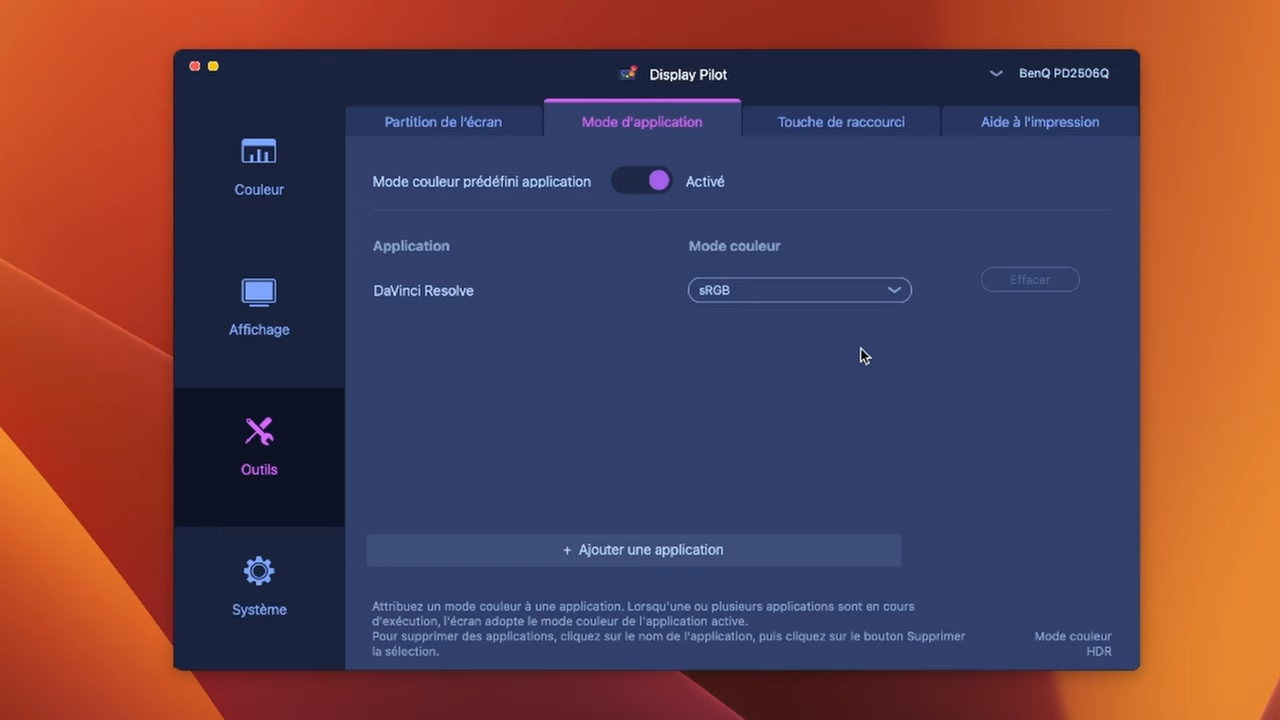 Display Pilot
BenQ PD2506Q
Partition de l'écran
Mode d'application
Touche de raccourci
Aide à l'impression
Couleur
Affichage
Outils
Système
Mode couleur prédéfini application
Activé
Application
Mode couleur
DaVinci Resolve
sRGB
Effacer
+ Ajouter une application
Attribuez un mode couleur à une application. Lorsqu'une ou plusieurs applications sont en cours
d'exécution, l'écran adopte le mode couleur de l'application active.
Pour supprimer des applications, cliquez sur le nom de l'application, puis cliquez sur le bouton Supprimer
la sélection.
Mode couleur
HDR